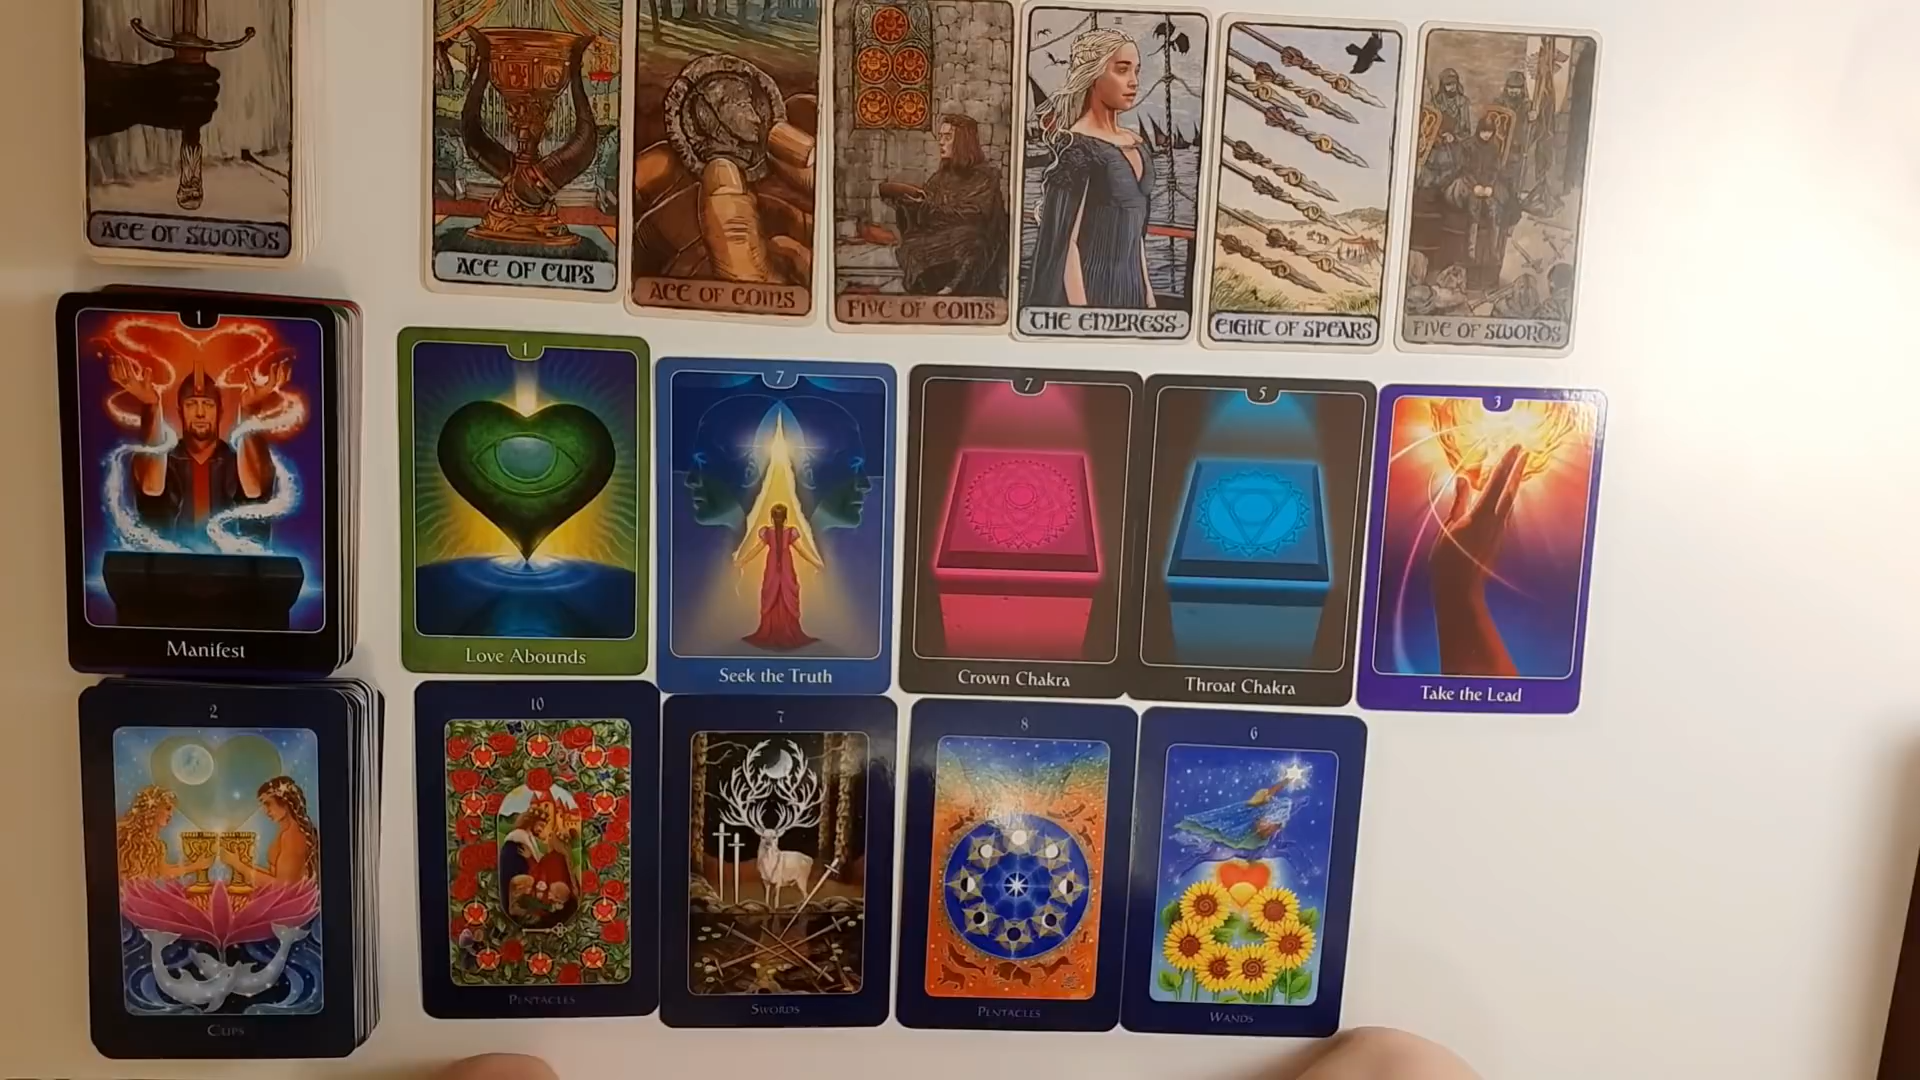 ACE OF SWORDS
ACE OF CUPS
ACE OF COINS
FIVE OF COINS
III
THE EMPRESS
EIGHT OF SPEARS
FIVE OF SWORDS
1
Manifest
1
Love Abounds
7
Seek the Truth
7
Crown Chakra
5
Throat Chakra
3
Take the Lead
2
CUPS
10
PENTACLES
7
SWORDS
8
PENTACLES
6
WANDS